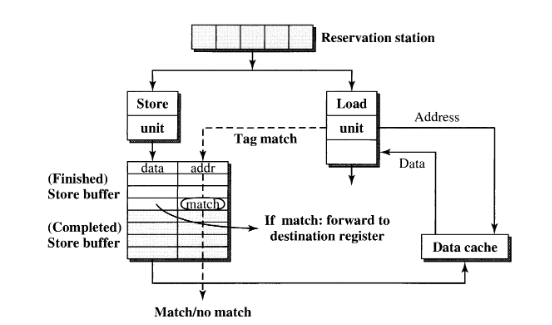 Reservation station
Store
unit
Load
unit
Address
Tag match
Data
data addr
(Finished)
Store buffer
match
(Completed)
Store buffer
If match: forward to
destination register
Data cache
Match/no match